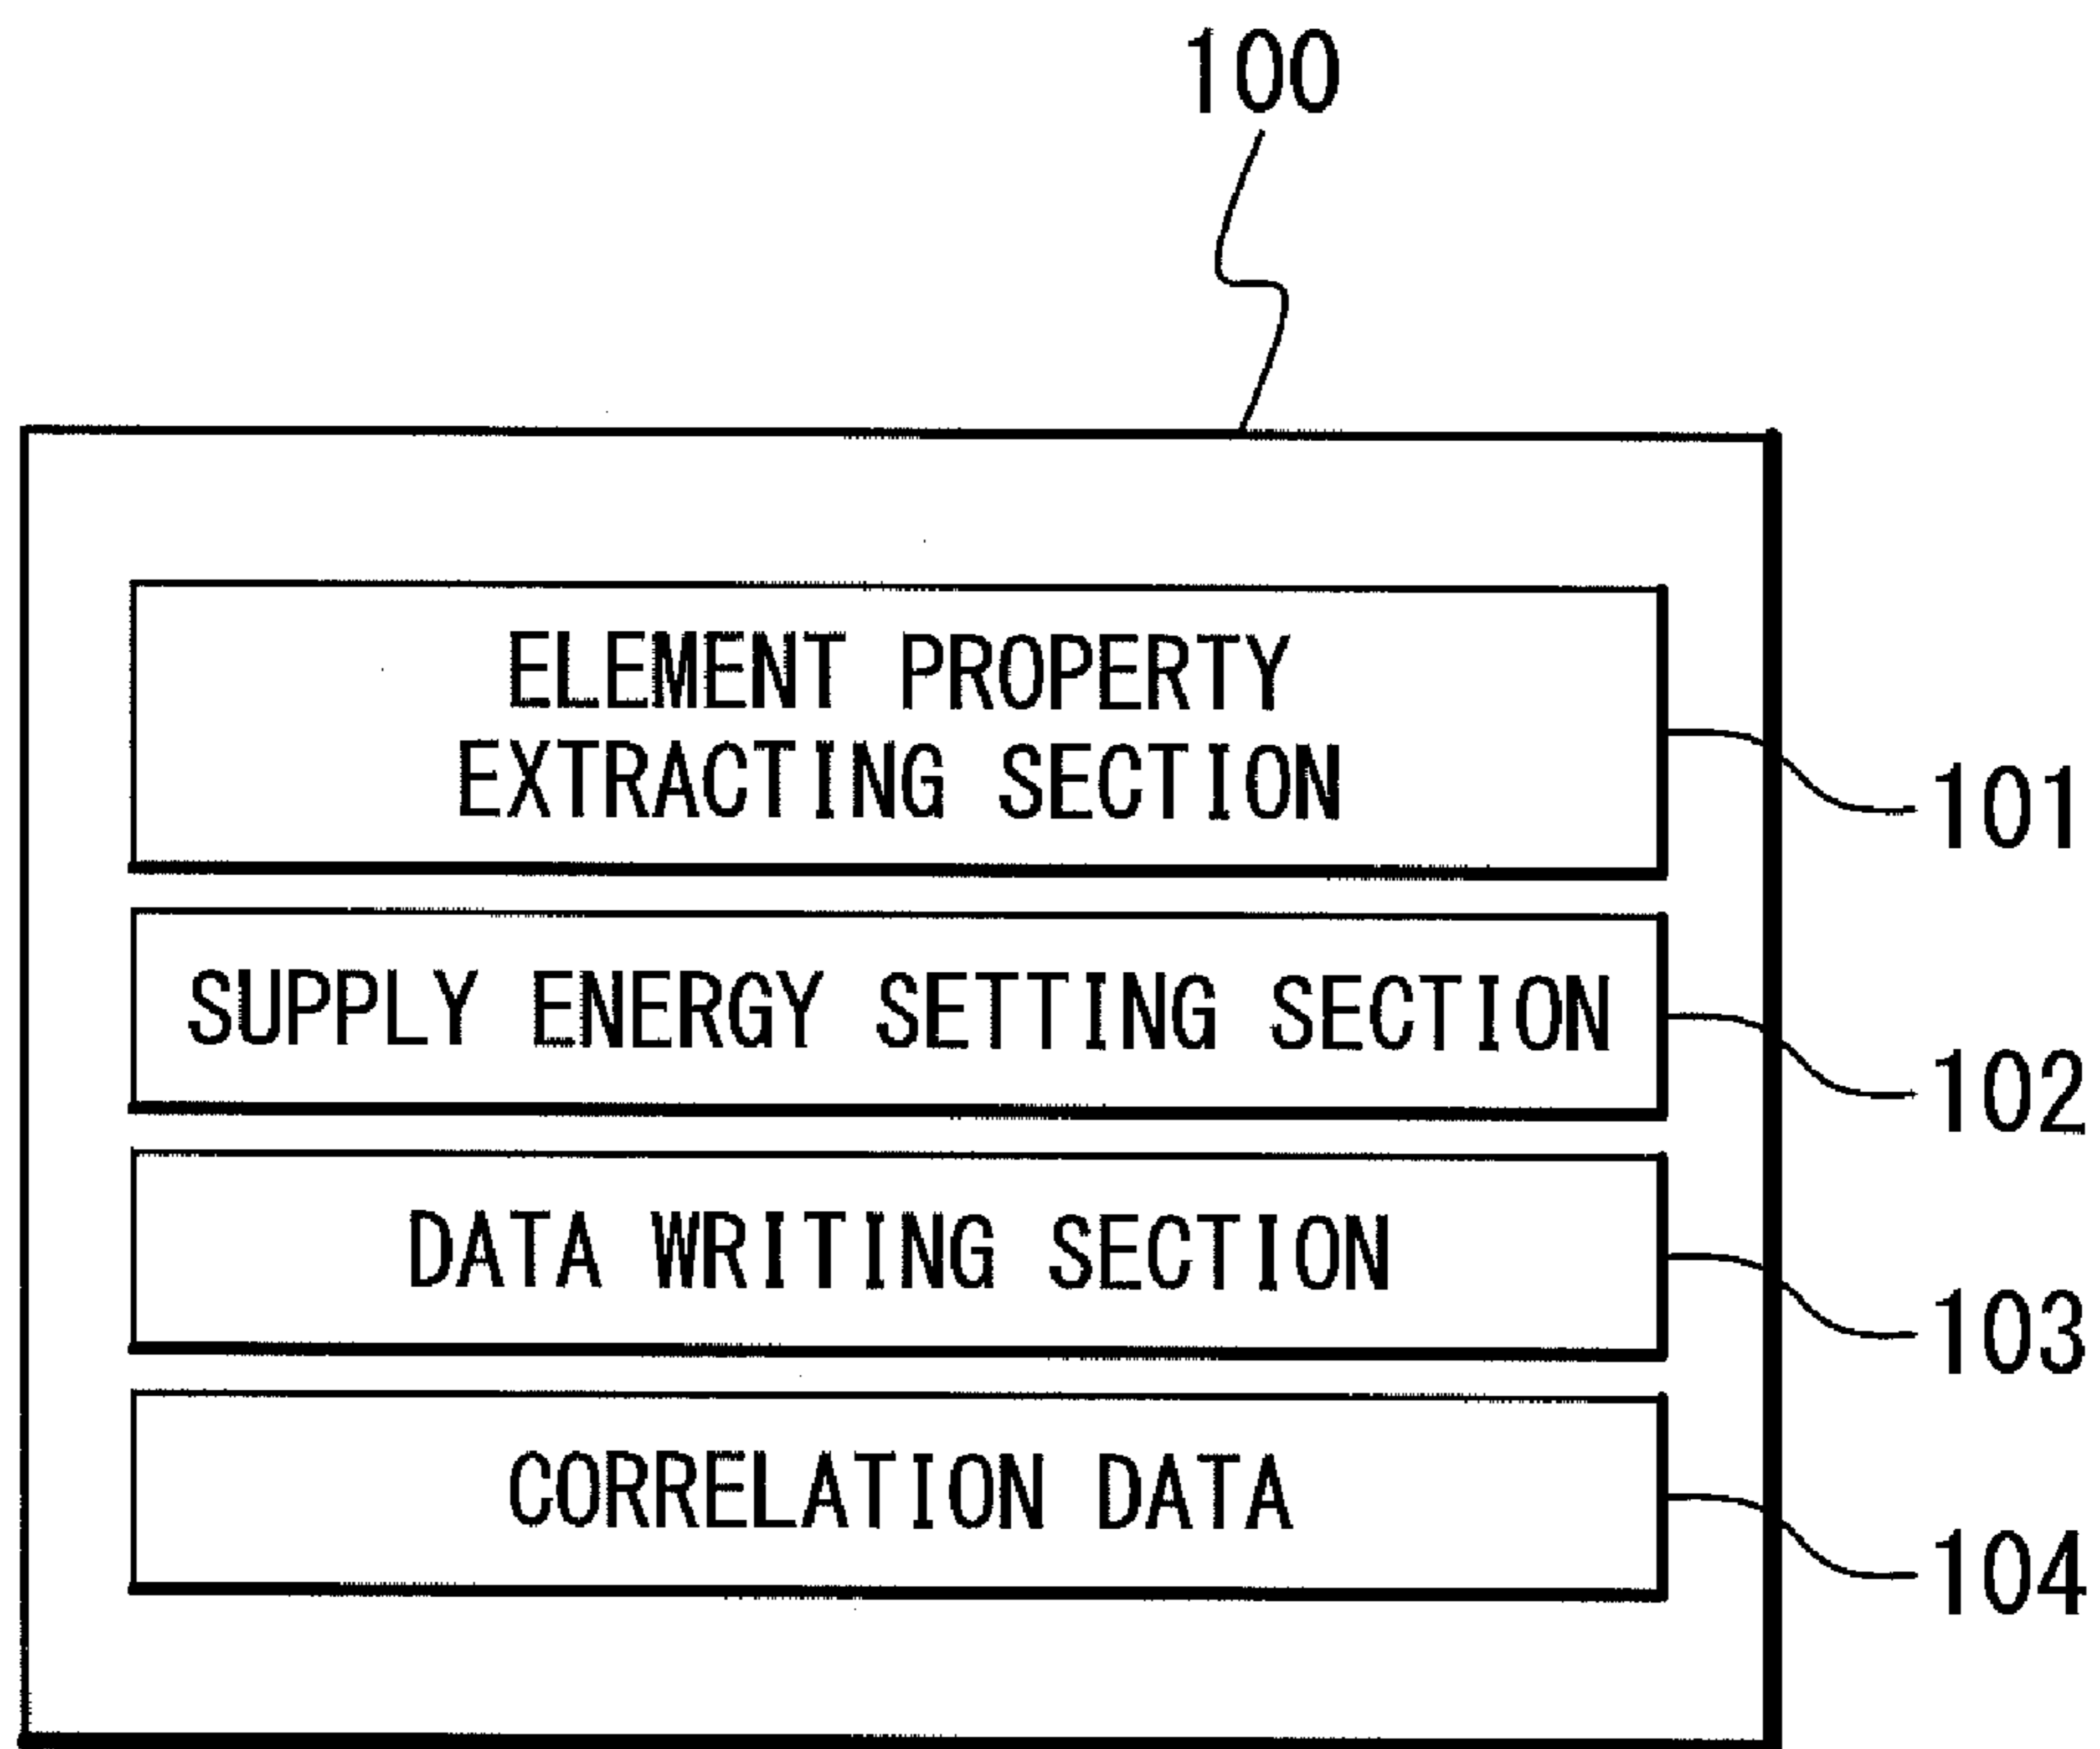 100
ELEMENT PROPERTY
EXTRACTING SECTION
101
SUPPLY ENERGY SETTING SECTION
102
DATA WRITING SECTION
103
CORRELATION DATA
104